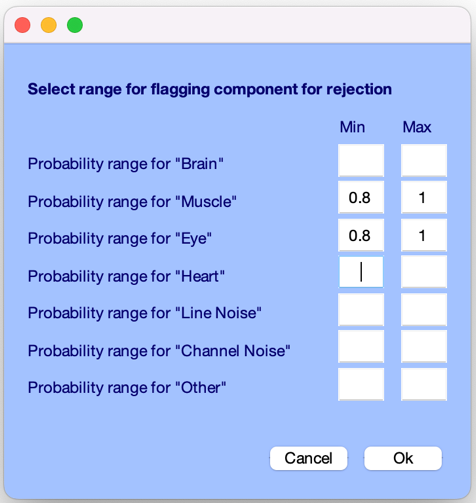 Select range for flagging component for rejection
Min Max
Probability range for "Brain"
Probability range for "Muscle" 0.8 1
Probability range for "Eye" 0.8 1
Probability range for "Heart"
Probability range for "Line Noise"
Probability range for "Channel Noise"
Probability range for "Other"
Cancel Ok